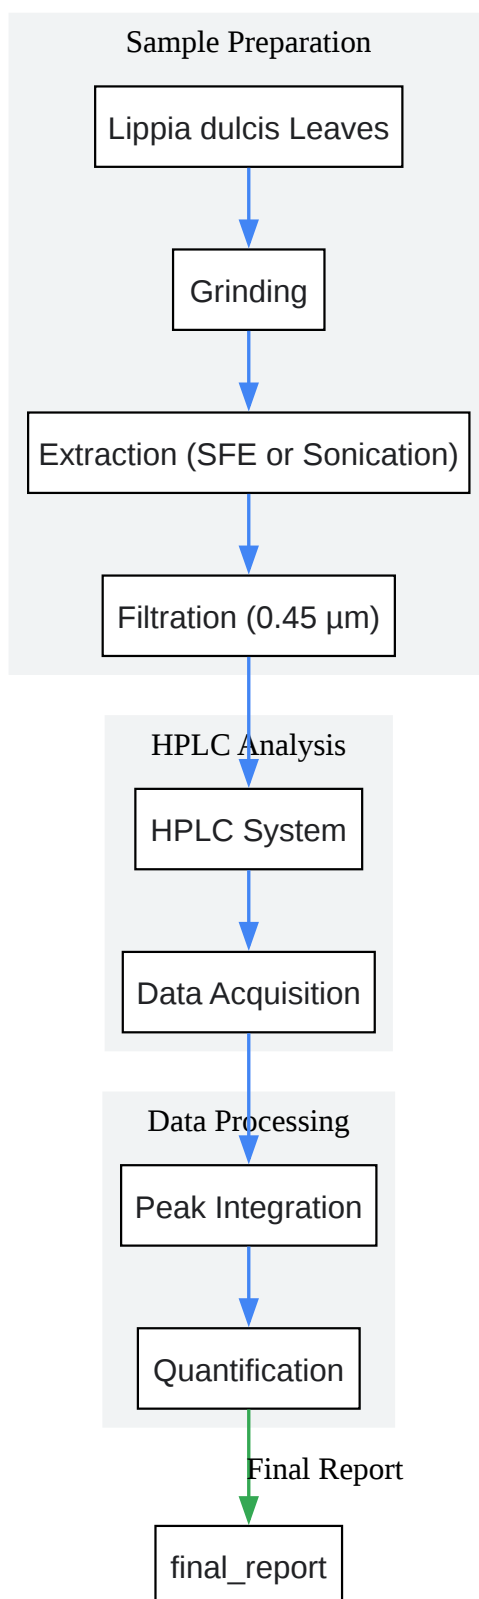 Sample Preparation
Lippia dulcis Leaves
Grinding
Extraction (SFE or Sonication)
Filtration (0.45 µm)
HPLC Analysis
HPLC System
Data Acquisition
Data Processing
Peak Integration
Quantification
Final Report
final_report